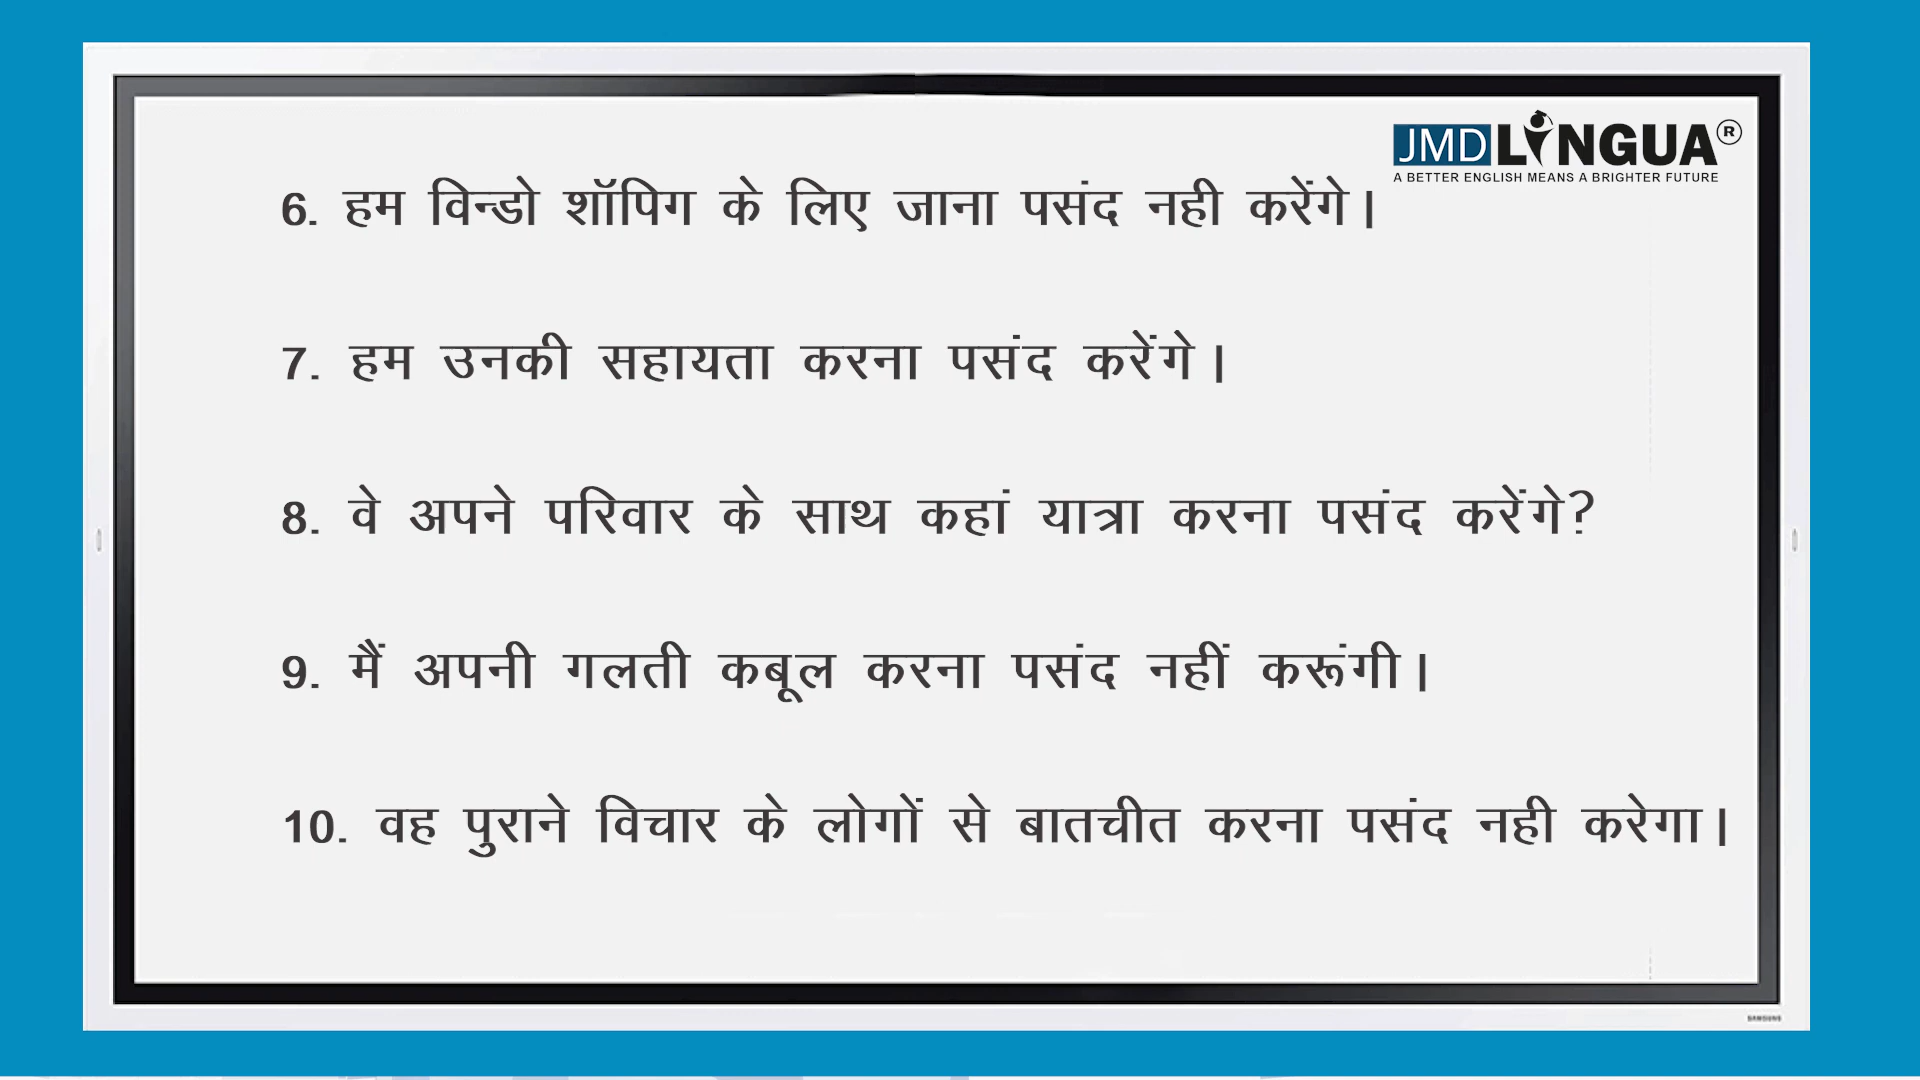 JMDLINGUA®
A BETTER ENGLISH MEANS A BRIGHTER FUTURE
6. हम विन्डो शॉपिग के लिए जाना पसंद नही करेंगे।
7. हम उनकी सहायता करना पसंद करेंगे।
8. वे अपने परिवार के साथ कहां यात्रा करना पसंद करेंगे?
9. मैं अपनी गलती कबूल करना पसंद नहीं करूंगी।
10. वह पुराने विचार के लोगों से बातचीत करना पसंद नही करेगा।
SAMSUNG